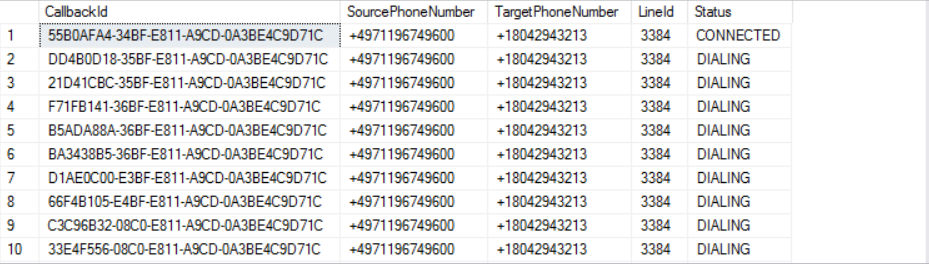 CallbackId SourcePhoneNumber TargetPhoneNumber LineId Status
1 55B0AFA4-34BF-E811-A9CD-0A3BE4C9D71C +4971196749600 +18042943213 3384 CONNECTED
2 DD4B0D18-35BF-E811-A9CD-0A3BE4C9D71C +4971196749600 +18042943213 3384 DIALING
3 21D41CBC-35BF-E811-A9CD-0A3BE4C9D71C +4971196749600 +18042943213 3384 DIALING
4 F71FB141-36BF-E811-A9CD-0A3BE4C9D71C +4971196749600 +18042943213 3384 DIALING
5 B5ADA88A-36BF-E811-A9CD-0A3BE4C9D71C +4971196749600 +18042943213 3384 DIALING
6 BA3438B5-36BF-E811-A9CD-0A3BE4C9D71C +4971196749600 +18042943213 3384 DIALING
7 D1AE0C00-E3BF-E811-A9CD-0A3BE4C9D71C +4971196749600 +18042943213 3384 DIALING
8 66F4B105-E4BF-E811-A9CD-0A3BE4C9D71C +4971196749600 +18042943213 3384 DIALING
9 C3C96B32-08C0-E811-A9CD-0A3BE4C9D71C +4971196749600 +18042943213 3384 DIALING
10 33E4F556-08C0-E811-A9CD-0A3BE4C9D71C +4971196749600 +18042943213 3384 DIALING